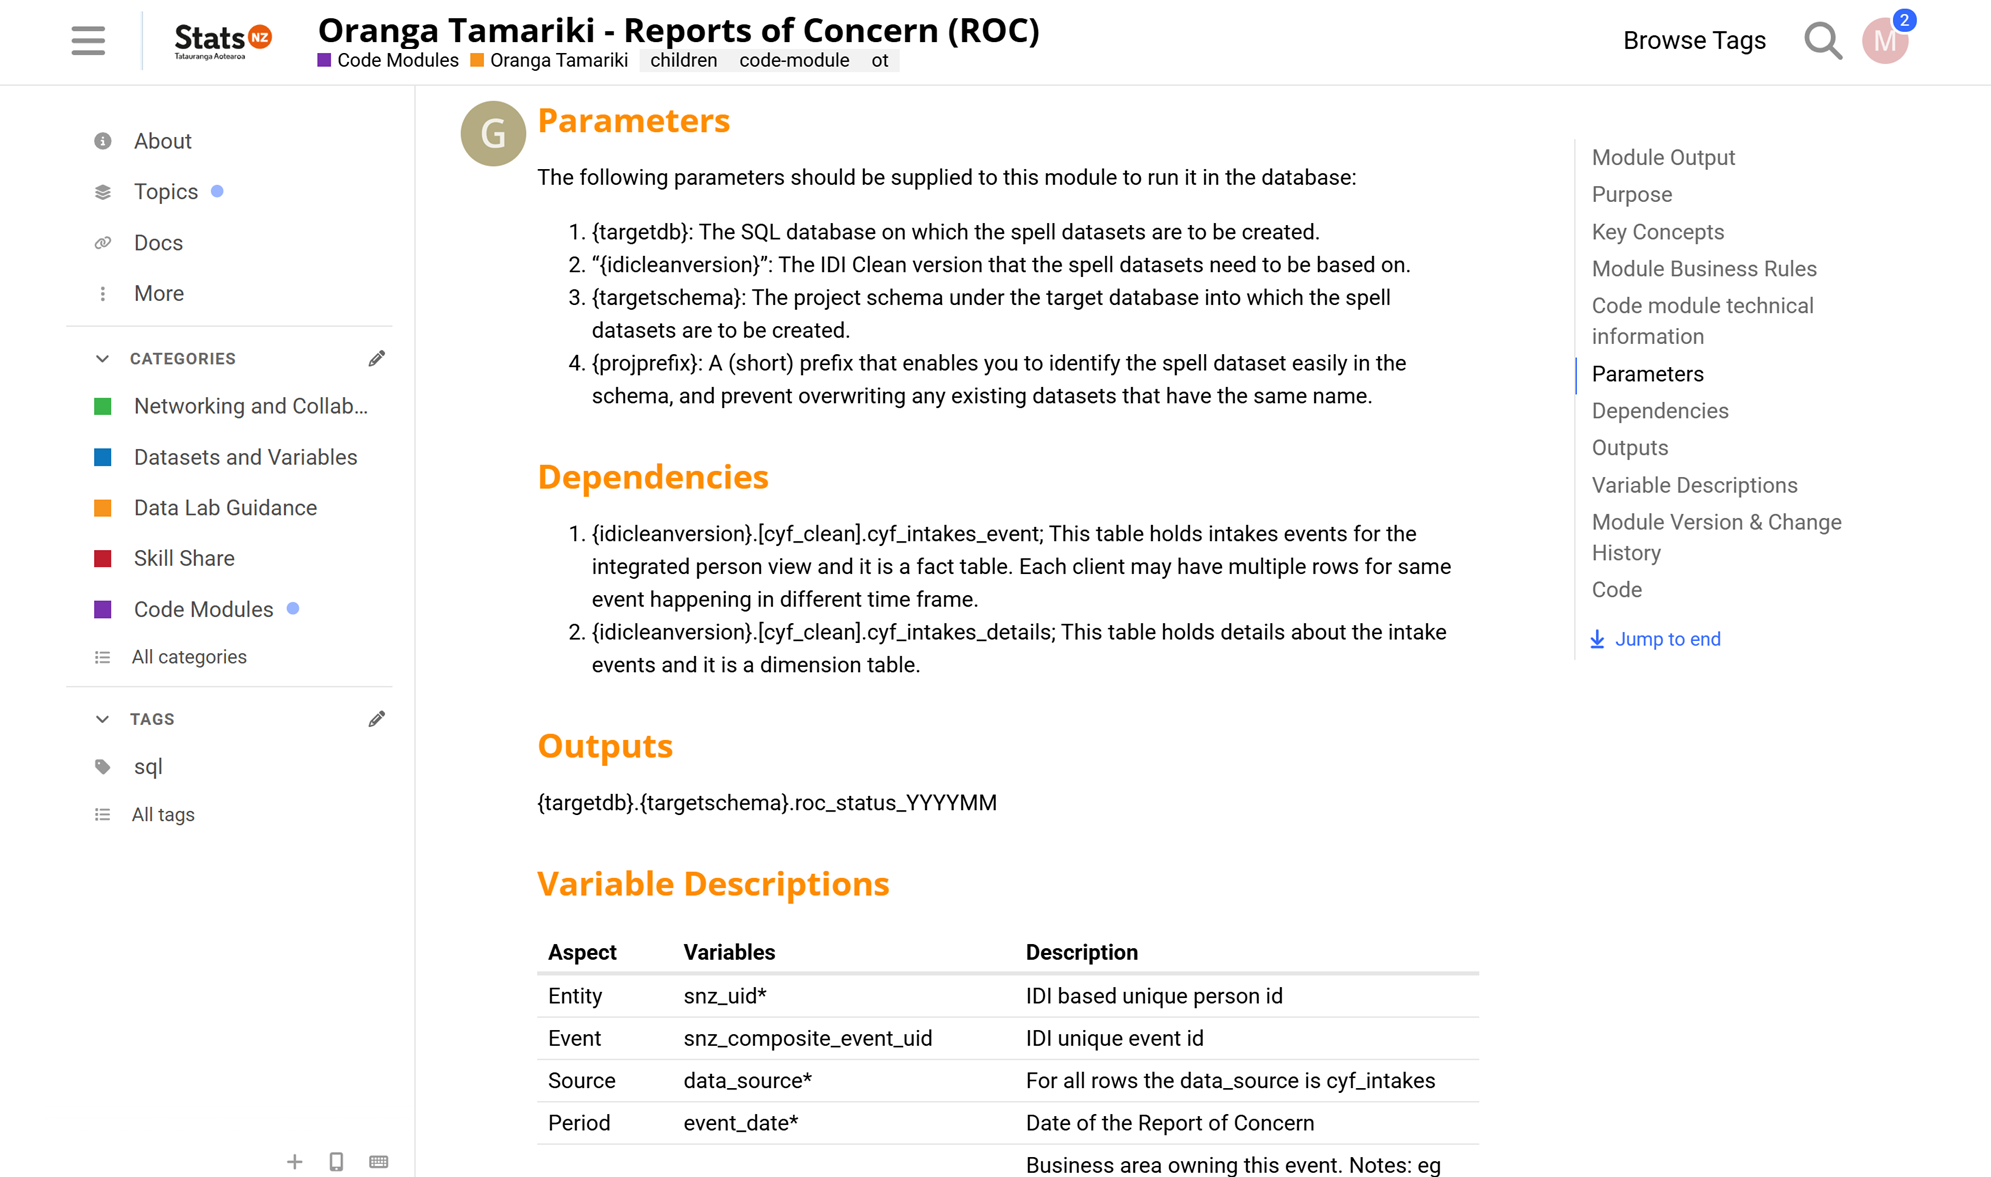 Stats NZ
Tatauranga Aotearoa
Oranga Tamariki - Reports of Concern (ROC)
Code Modules Oranga Tamariki children code-module ot
Browse Tags
M
2
About
Topics
Docs
More
CATEGORIES
Networking and Collab...
Datasets and Variables
Data Lab Guidance
Skill Share
Code Modules
All categories
TAGS
sql
All tags
G
Parameters
The following parameters should be supplied to this module to run it in the database:
1. {targetdb}: The SQL database on which the spell datasets are to be created.
2. “{idicleanversion}”: The IDI Clean version that the spell datasets need to be based on.
3. {targetschema}: The project schema under the target database into which the spell
datasets are to be created.
4. {projprefix}: A (short) prefix that enables you to identify the spell dataset easily in the
schema, and prevent overwriting any existing datasets that have the same name.
Dependencies
1. {idicleanversion}.[cyf_clean].cyf_intakes_event; This table holds intakes events for the
integrated person view and it is a fact table. Each client may have multiple rows for same
event happening in different time frame.
2. {idicleanversion}.[cyf_clean].cyf_intakes_details; This table holds details about the intake
events and it is a dimension table.
Outputs
{targetdb}.{targetschema}.roc_status_YYYYMM
Variable Descriptions
Aspect Variables Description
Entity snz_uid* IDI based unique person id
Event snz_composite_event_uid IDI unique event id
Source data_source* For all rows the data_source is cyf_intakes
Period event_date* Date of the Report of Concern
Business area owning this event. Notes: eg
Module Output
Purpose
Key Concepts
Module Business Rules
Code module technical
information
Parameters
Dependencies
Outputs
Variable Descriptions
Module Version & Change
History
Code
Jump to end